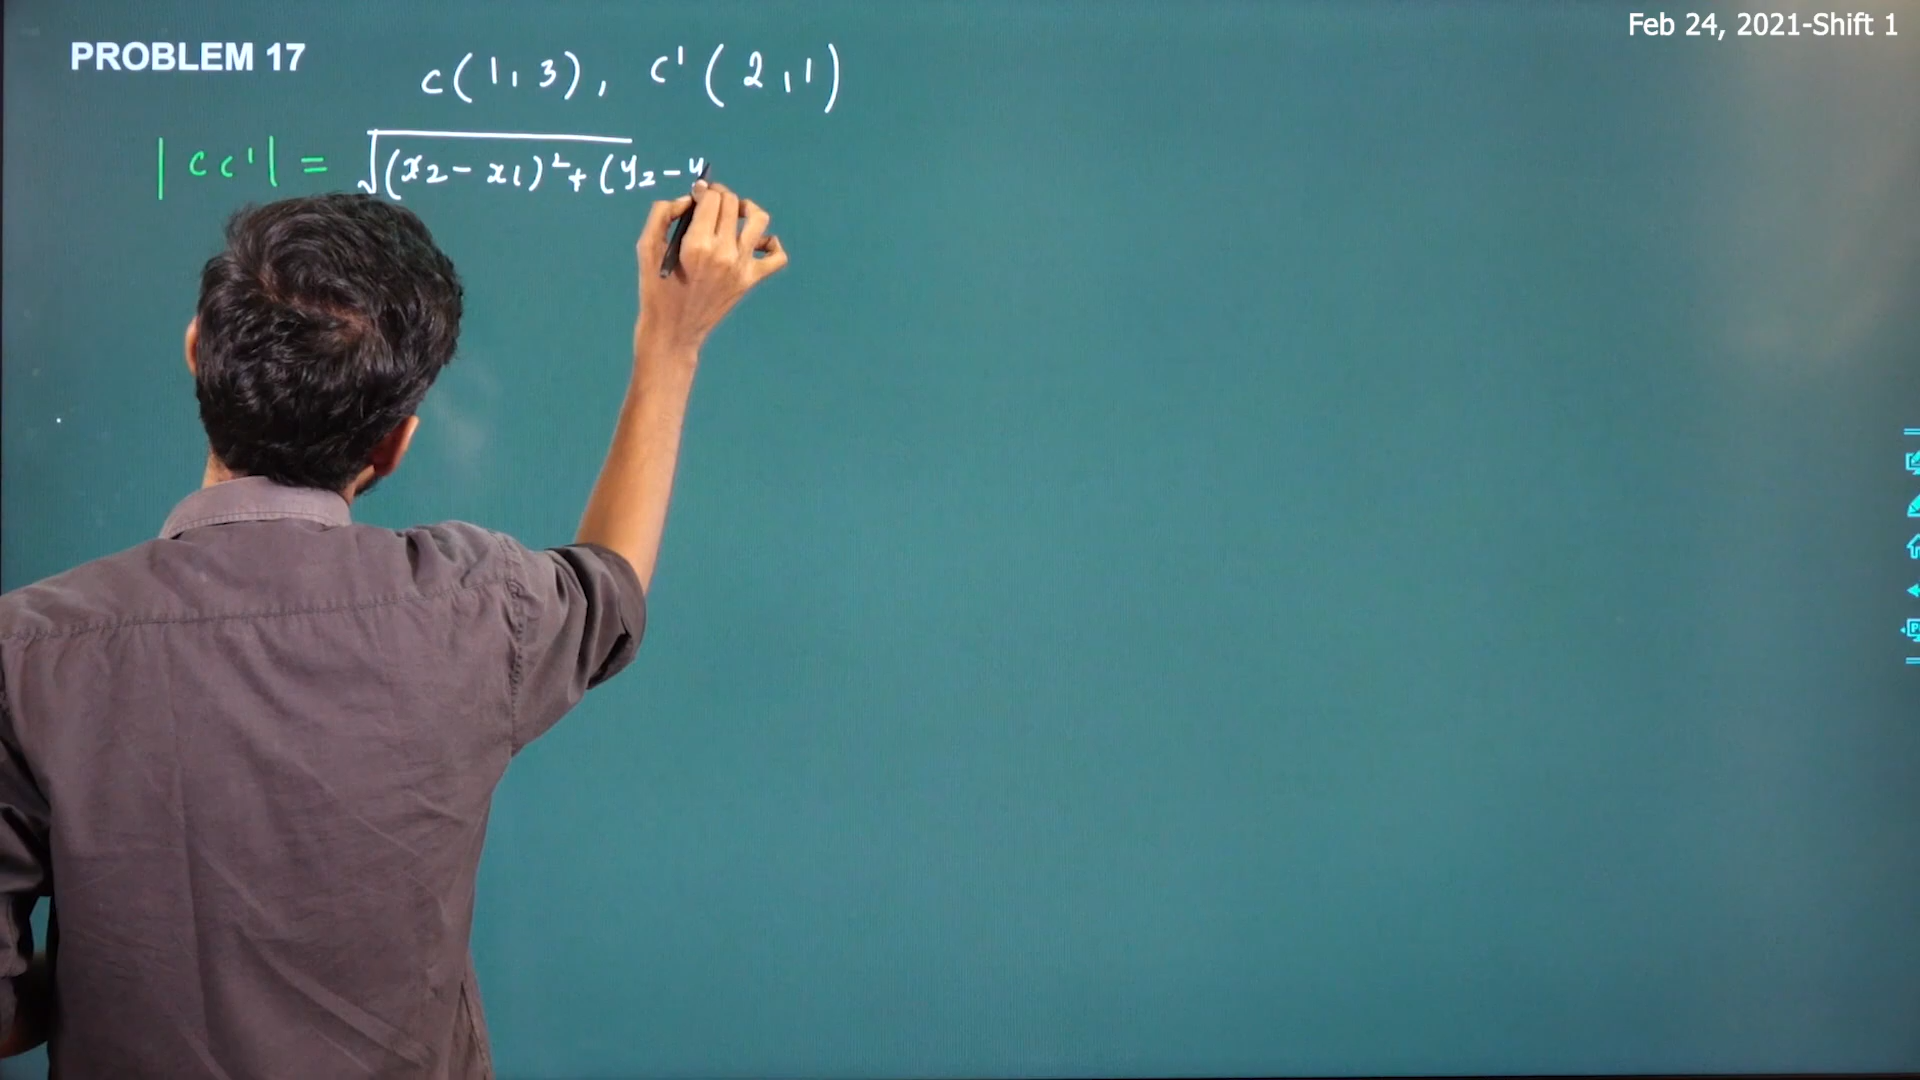 Feb 24, 2021-Shift 1
PROBLEM 17
c(1,3), c'(2,1)
|cc'| = √(x2-x1)²+(y2-y